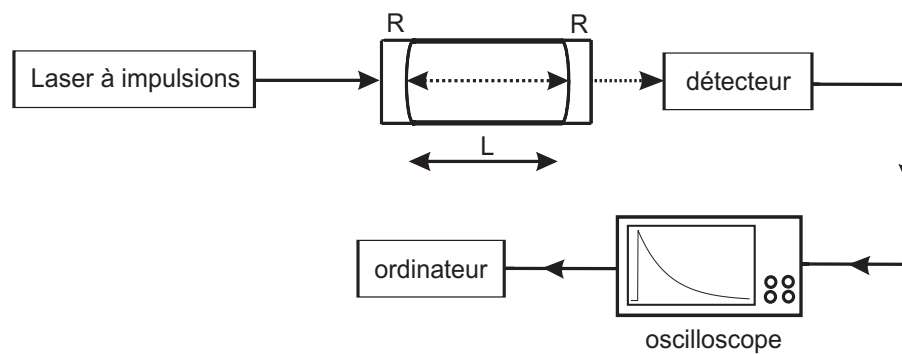 R
R
Laser à impulsions
détecteur
L
ordinateur
oscilloscope